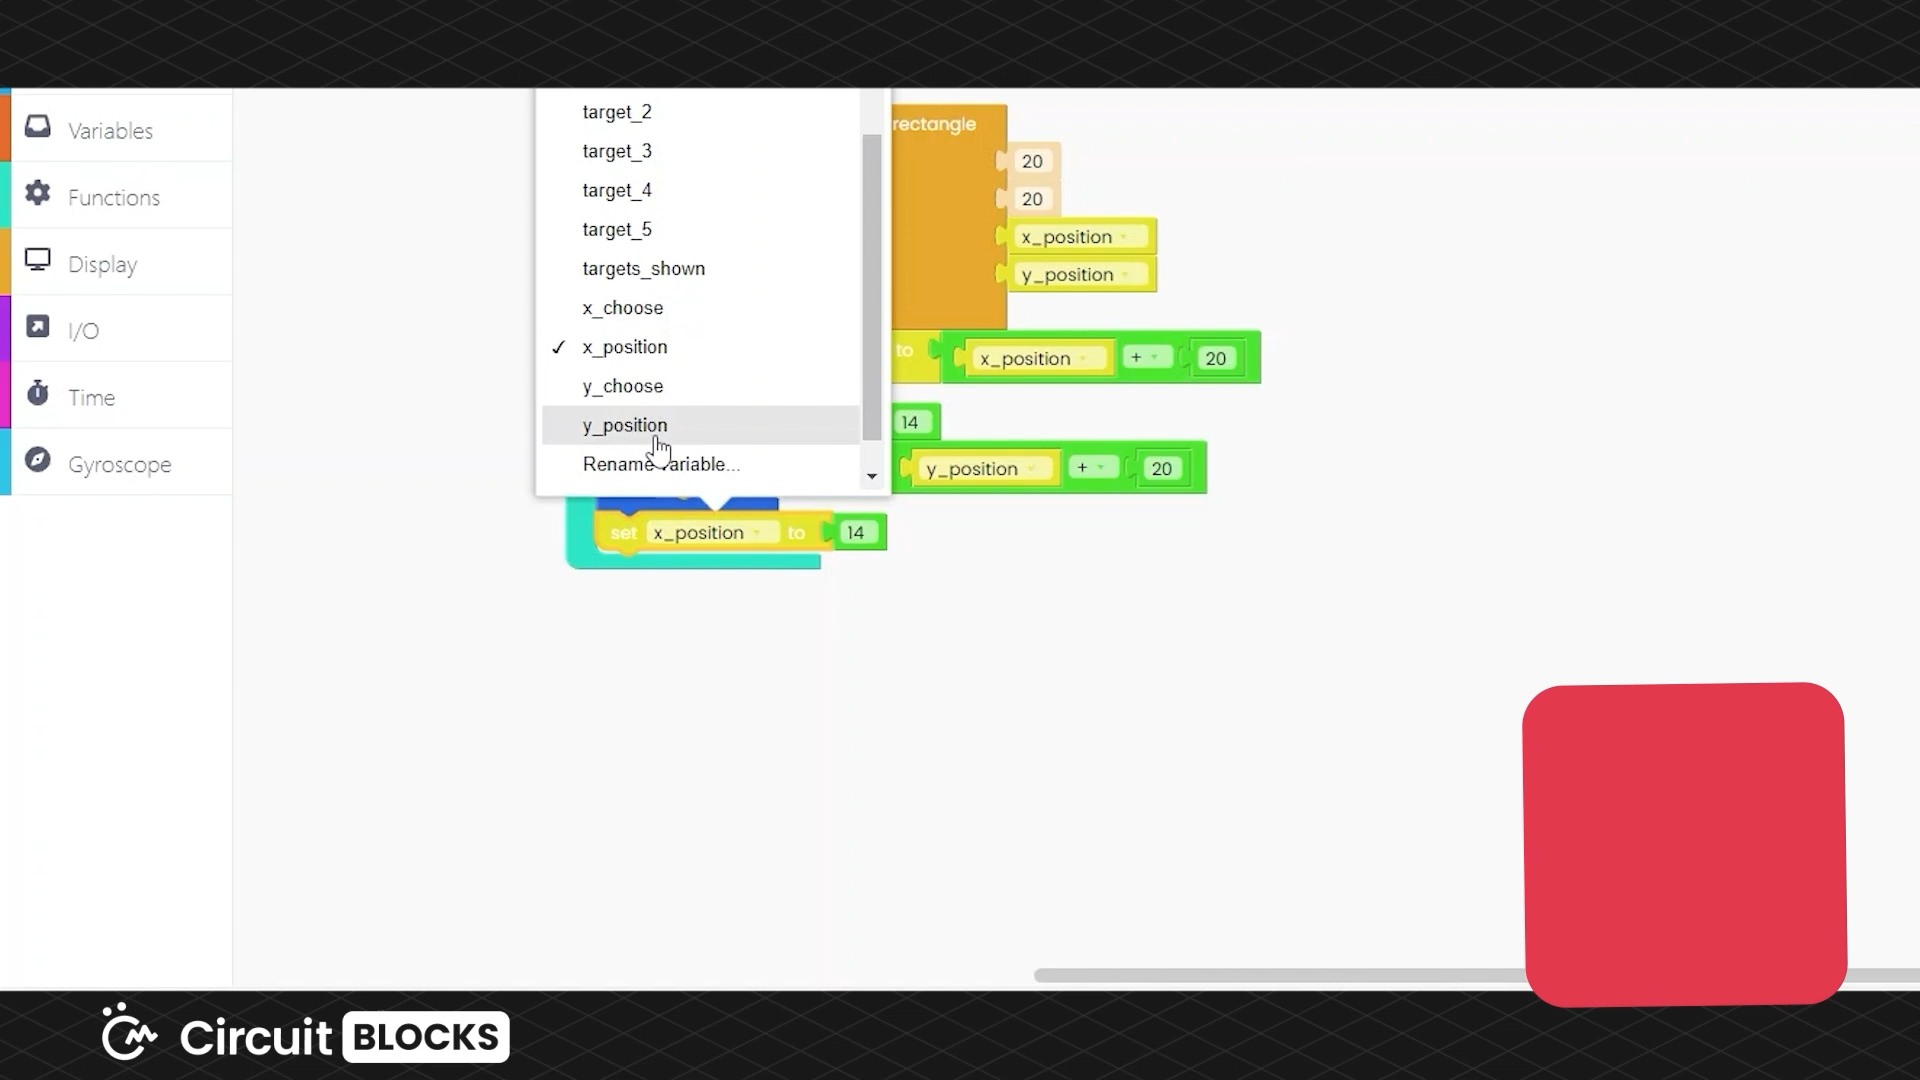 Variables
Functions
Display
I/O
Time
Gyroscope
target_2
target_3
target_4
target_5
targets_shown
x_choose
✓ x_position
y_choose
y_position
Rename variable...
rectangle
20
20
x_position
y_position
to x_position + 20
14
y_position + 20
set x_position to 14
Circuit BLOCKS